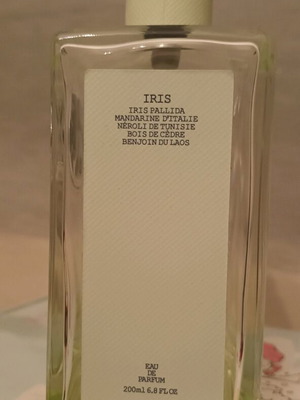 IRIS
IRIS PALLIDA
MANDARINE D'ITALIE
NÉROLI DE TUNISIE
BOIS DE CÈDRE
BENJOIN DU LAOS
EAU
DE
PARFUM
200ml 6.8 FL OZ